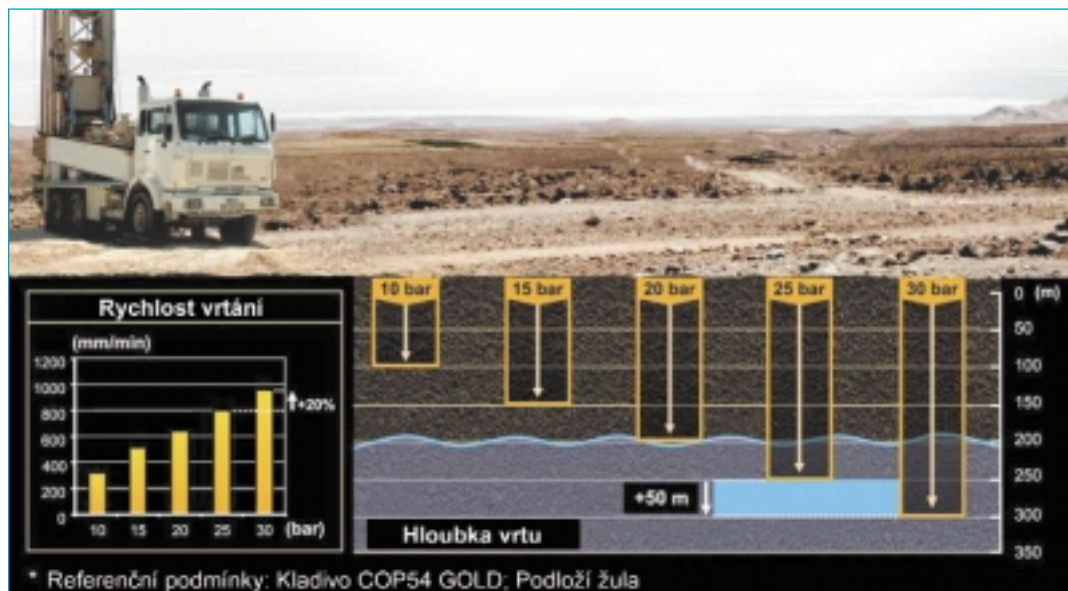 Rychlost vrtání
(mm/min)
1200
1000
800
600
400
200
0
+20%
10 15 20 25 30 (bar)
10 bar 15 bar 20 bar 25 bar 30 bar
0 (m)
50
100
150
200
250
300
350
+50 m
Hloubka vrtu
* Referenční podmínky: Kladivo COP54 GOLD; Podloží žula